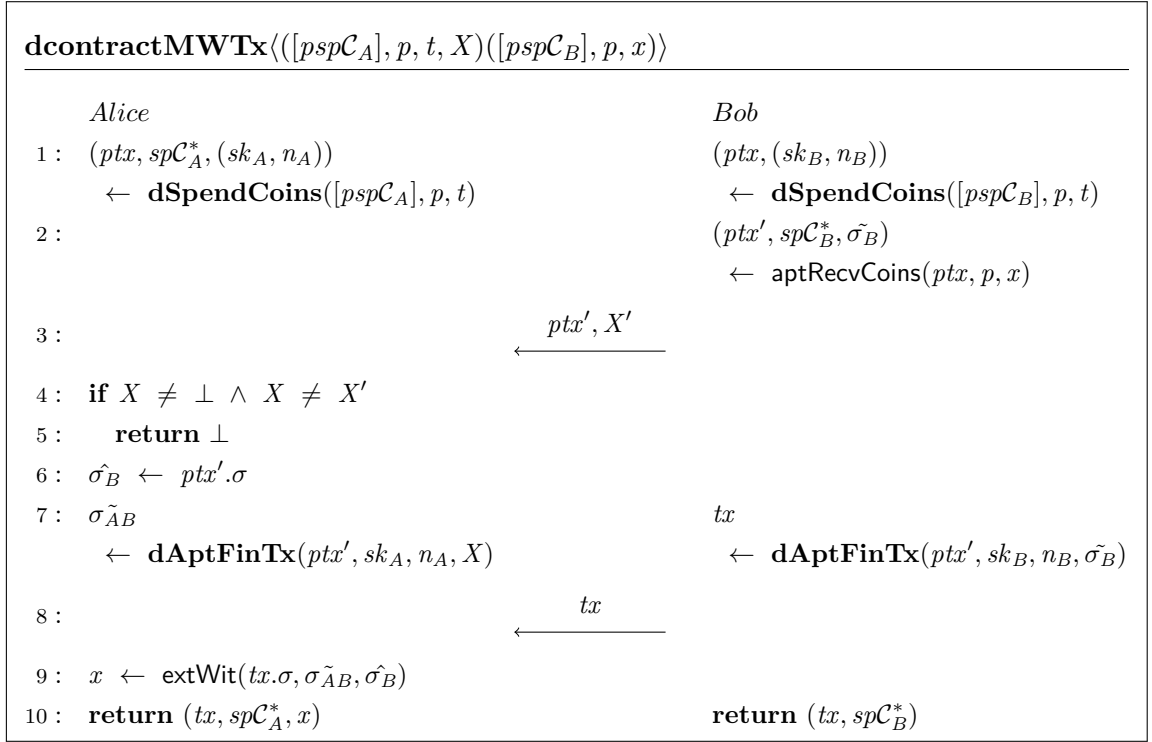 dcontractMWTx⟨([pspC_A], p, t, X)([pspC_B], p, x)⟩
Alice Bob
1 : (ptx, spC*_A, (sk_A, n_A)) (ptx, (sk_B, n_B))
← dSpendCoins([pspC_A], p, t) ← dSpendCoins([pspC_B], p, t)
2 : (ptx′, spC*_B, σ̃_B)
← aptRecvCoins(ptx, p, x)
3 : ptx′, X′
4 : if X ≠ ⊥ ∧ X ≠ X′
5 : return ⊥
6 : σ̂_B ← ptx′.σ
7 : σ̃_AB tx
← dAptFinTx(ptx′, sk_A, n_A, X) ← dAptFinTx(ptx′, sk_B, n_B, σ̃_B)
8 : tx
9 : x ← extWit(tx.σ, σ̃_AB, σ̂_B)
10 : return (tx, spC*_A, x) return (tx, spC*_B)